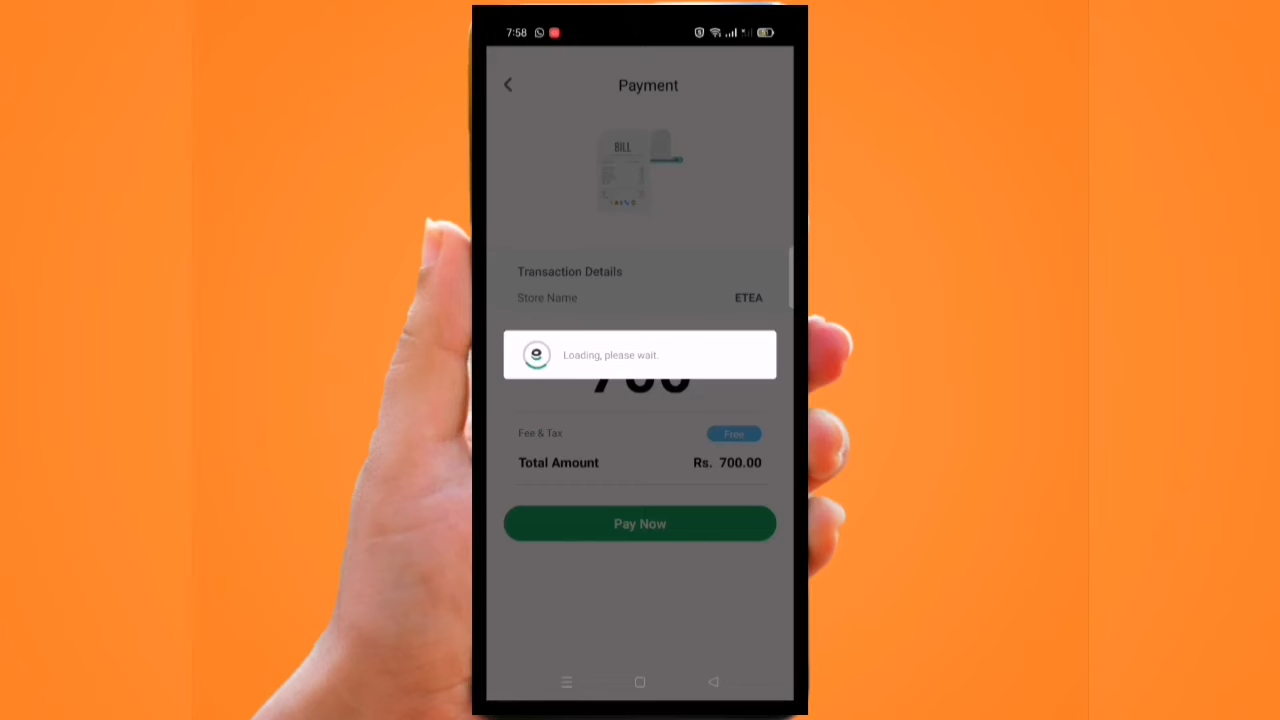 7:58
Payment
BILL
Transaction Details
Store Name ETEA
Loading, please wait.
700
Fee & Tax Free
Total Amount Rs. 700.00
Pay Now